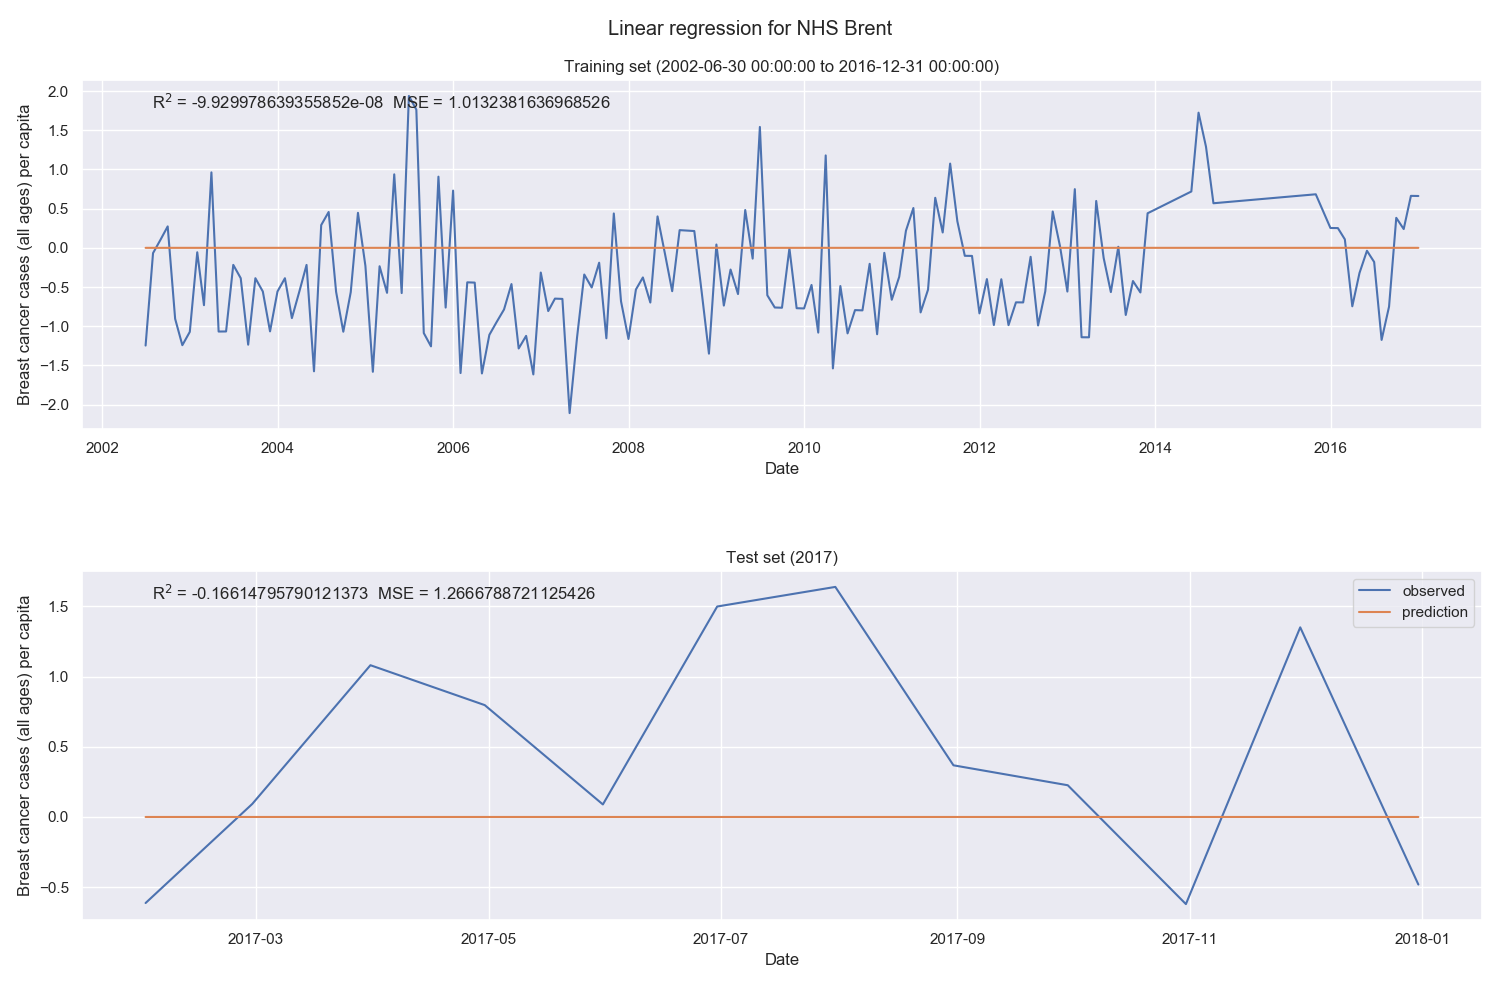 Linear regression for NHS Brent
Training set (2002-06-30 00:00:00 to 2016-12-31 00:00:00)
R² = -9.929978639355852e-08  MSE = 1.0132381636968526
Breast cancer cases (all ages) per capita
2.0
1.5
1.0
0.5
0.0
−0.5
−1.0
−1.5
−2.0
2002 2004 2006 2008 2010 2012 2014 2016
Date
Test set (2017)
R² = -0.16614795790121373  MSE = 1.2666788721125426
observed
prediction
Breast cancer cases (all ages) per capita
1.5
1.0
0.5
0.0
−0.5
2017-03 2017-05 2017-07 2017-09 2017-11 2018-01
Date